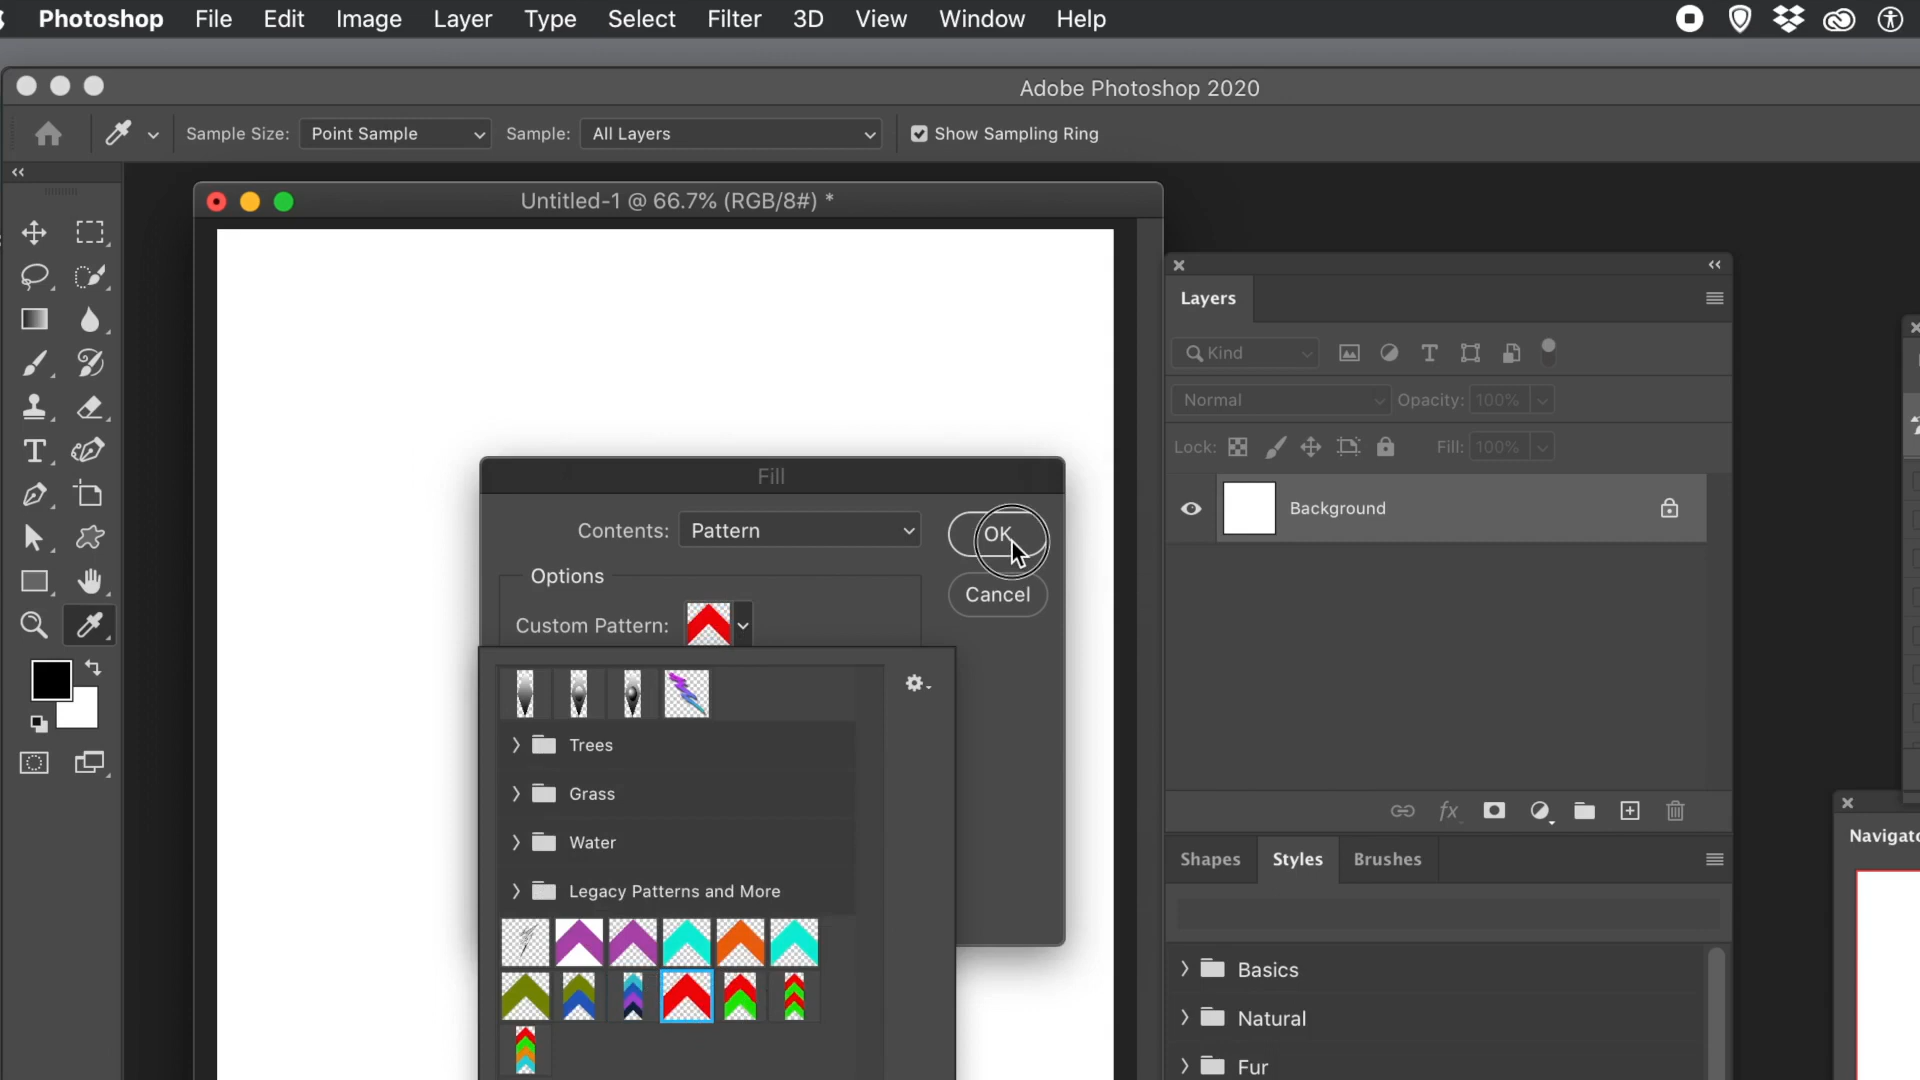 Photoshop File Edit Image Layer Type Select Filter 3D View Window Help
Adobe Photoshop 2020
Sample Size: Point Sample Sample: All Layers Show Sampling Ring
Untitled-1 @ 66.7% (RGB/8#) *
Layers
Kind
Normal Opacity: 100%
Lock: Fill: 100%
Background
Fill
Contents: Pattern
OK
Options
Cancel
Custom Pattern:
Trees
Grass
Water
Legacy Patterns and More
fx
Shapes Styles Brushes
Basics
Natural
Fur